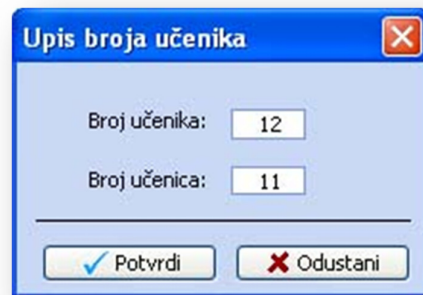 Upis broja učenika
Broj učenika: 12
Broj učenica: 11
Potvrdi Odustani